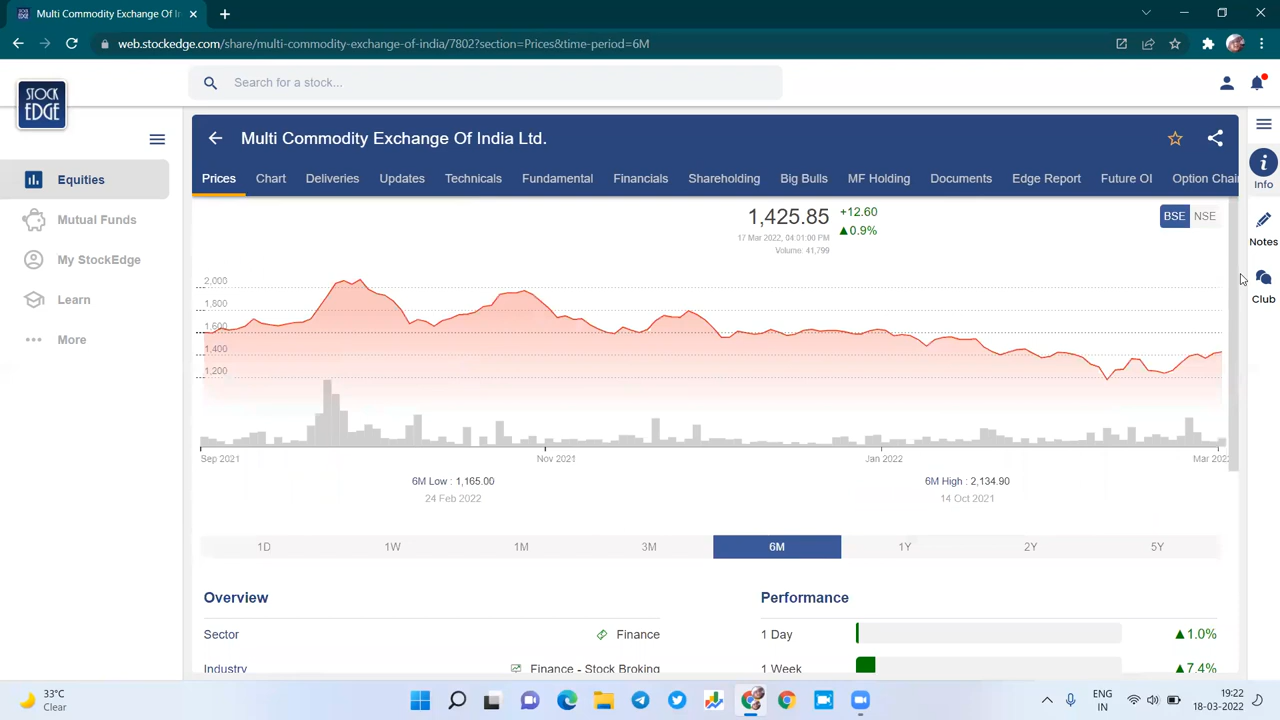 Multi Commodity Exchange Of In
web.stockedge.com/share/multi-commodity-exchange-of-india/7802?section=Prices&time-period=6M
STOCK EDGE
Search for a stock...
Equities
Mutual Funds
My StockEdge
Learn
More
Multi Commodity Exchange Of India Ltd.
Prices Chart Deliveries Updates Technicals Fundamental Financials Shareholding Big Bulls MF Holding Documents Edge Report Future OI Option Chain
1,425.85 +12.60
▲0.9%
17 Mar 2022, 04:01:00 PM
Volume: 41,799
BSE NSE
2,000
1,800
1,600
1,400
1,200
Sep 2021 Nov 2021 Jan 2022 Mar 2022
6M Low : 1,165.00 6M High : 2,134.90
24 Feb 2022 14 Oct 2021
1D 1W 1M 3M 6M 1Y 2Y 5Y
Overview
Sector Finance
Industry Finance - Stock Broking
Performance
1 Day ▲1.0%
1 Week ▲7.4%
Info
Notes
Club
33°C
Clear
ENG
IN
19:22
18-03-2022